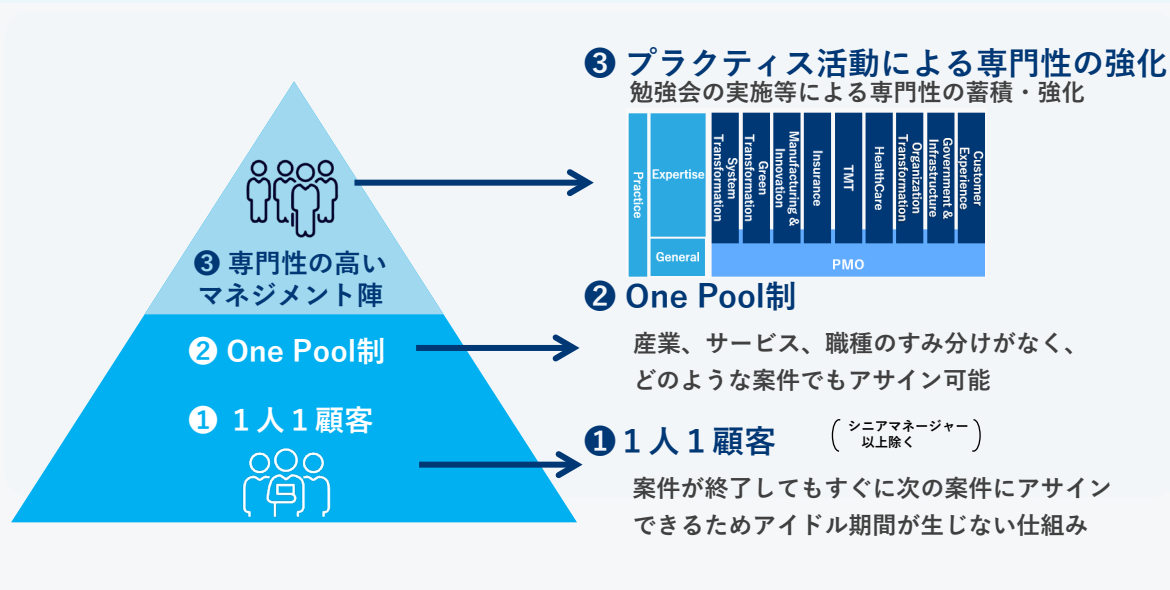 ❸ 専門性の高い
マネジメント陣
❷ One Pool制
❶ 1人1顧客
❸ プラクティス活動による専門性の強化
勉強会の実施等による専門性の蓄積・強化
Practice
Expertise
General
System
Transformation
Green
Transformation
Manufacturing &
Innovation
Insurance
TMT
HealthCare
Organization
Transformation
Government &
Infrastructure
Customer
Experience
PMO
❷ One Pool制
産業、サービス、職種のすみ分けがなく、
どのような案件でもアサイン可能
❶ 1人1顧客
(シニアマネージャー
以上除く)
案件が終了してもすぐに次の案件にアサイン
できるためアイドル期間が生じない仕組み